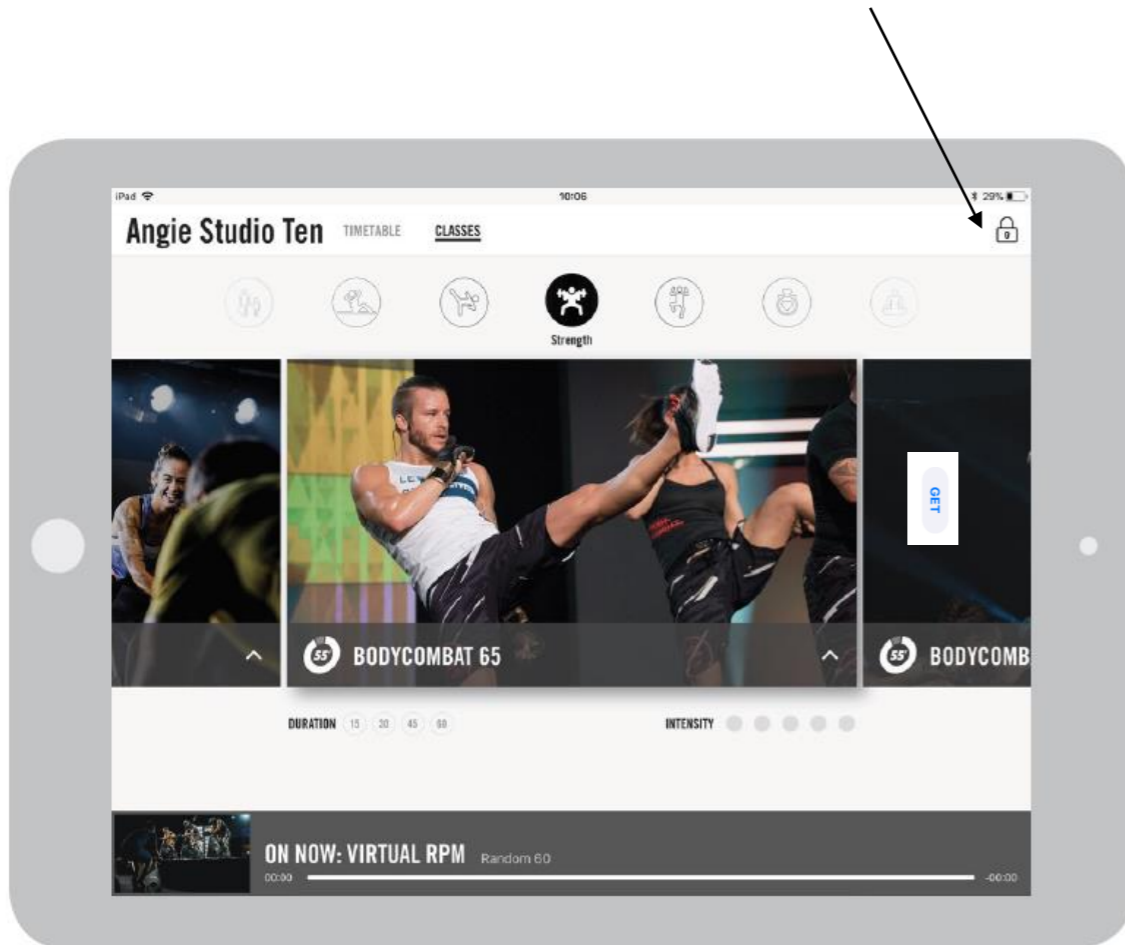 iPad 10:06 29%
Angie Studio Ten TIMETABLE CLASSES
Strength
GET
55' BODYCOMBAT 65
55' BODYCOMB
DURATION 15 30 45 60
INTENSITY
ON NOW: VIRTUAL RPM Random 60
00:00 -00:00